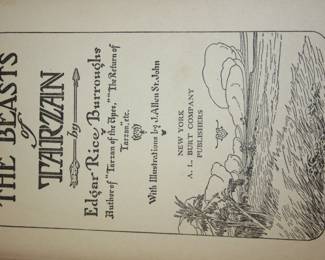 THE BEASTS
of
TARZAN
by
Edgar Rice Burroughs
Author of "Tarzan of the Apes," "The Return of
Tarzan," etc.
With Illustrations by J. Allen St. John
NEW YORK
A. L. BURT COMPANY
PUBLISHERS